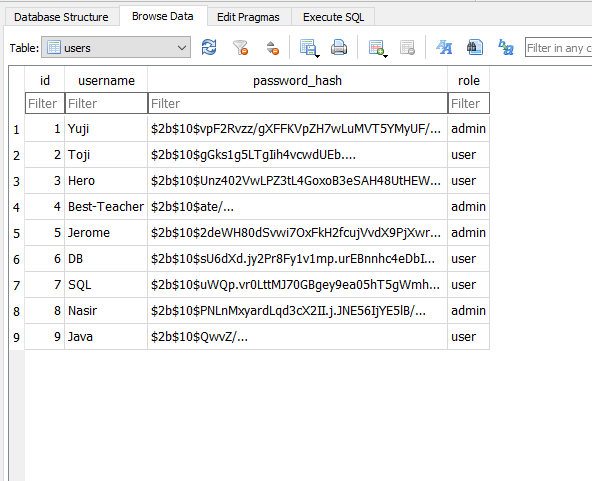 Database Structure Browse Data Edit Pragmas Execute SQL
Table: users Filter in any c
id username password_hash role
Filter Filter Filter Filter
1 1 Yuji $2b$10$vpF2Rvzz/gXFFKVpZH7wLuMVT5YMyUF/... admin
2 2 Toji $2b$10$gGks1g5LTgIih4vcwdUEb.... user
3 3 Hero $2b$10$Unz402VwLPZ3tL4GoxoB3eSAH48UtHEW... user
4 4 Best-Teacher $2b$10$ate/... admin
5 5 Jerome $2b$10$2deWH80dSvwi7OxFkH2fcujVvdX9PjXwr... admin
6 6 DB $2b$10$sU6dXd.jy2Pr8Fy1v1mp.urEBnnhc4eDbI... user
7 7 SQL $2b$10$uWQp.vr0LttMJ70GBgey9ea05hT5gWmh... user
8 8 Nasir $2b$10$PNLnMxyardLqd3cX2II.j.JNE56IjYE5lB/... admin
9 9 Java $2b$10$QwvZ/... user